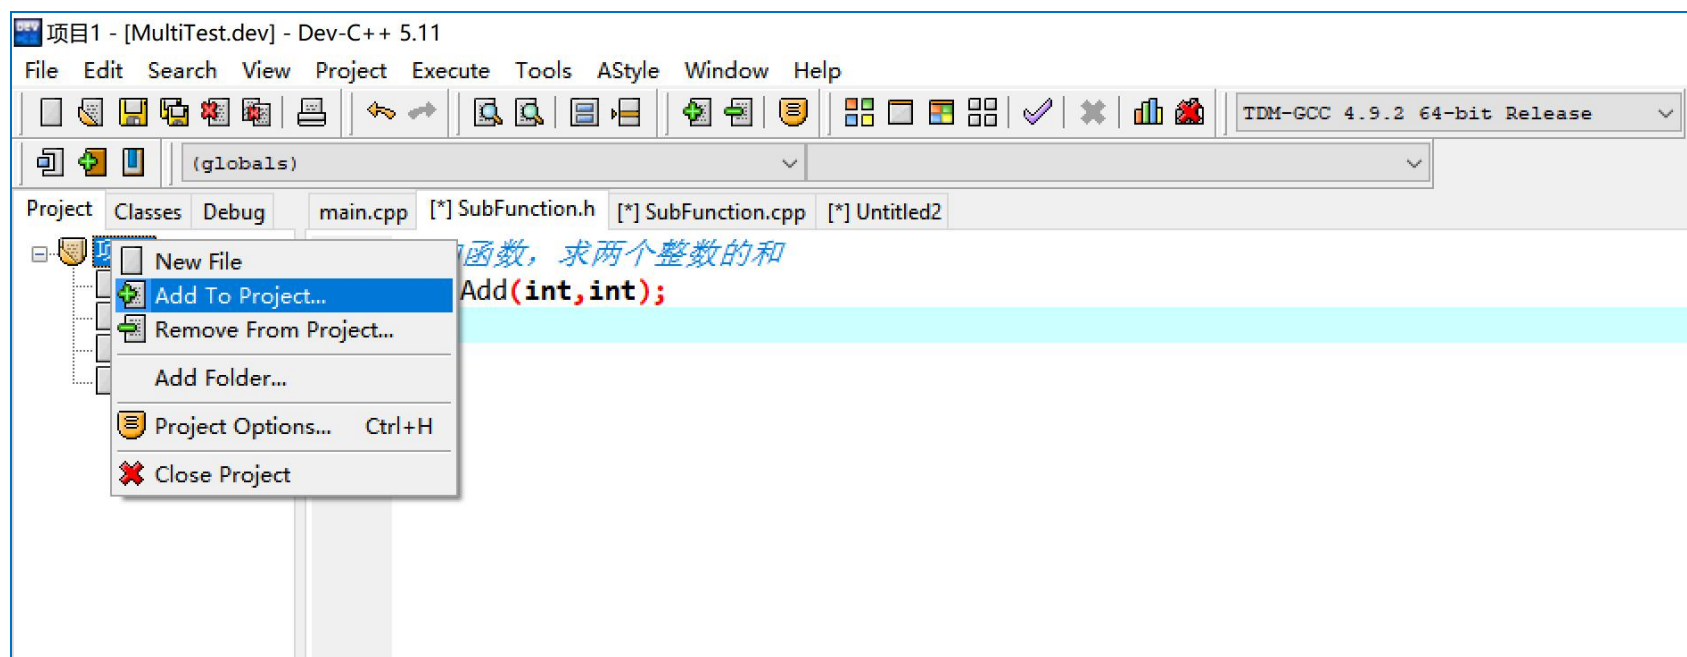 项目1 - [MultiTest.dev] - Dev-C++ 5.11
File Edit Search View Project Execute Tools AStyle Window Help
TDM-GCC 4.9.2 64-bit Release
(globals)
Project Classes Debug main.cpp [*] SubFunction.h [*] SubFunction.cpp [*] Untitled2
函数，求两个整数的和
Add(int,int);
New File
Add To Project...
Remove From Project...
Add Folder...
Project Options... Ctrl+H
Close Project